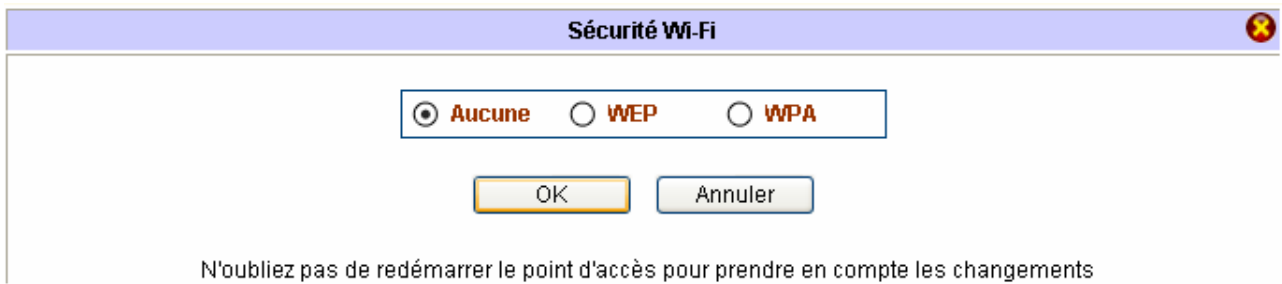 Sécurité Wi-Fi
Aucune WEP WPA
OK Annuler
N'oubliez pas de redémarrer le point d'accès pour prendre en compte les changements